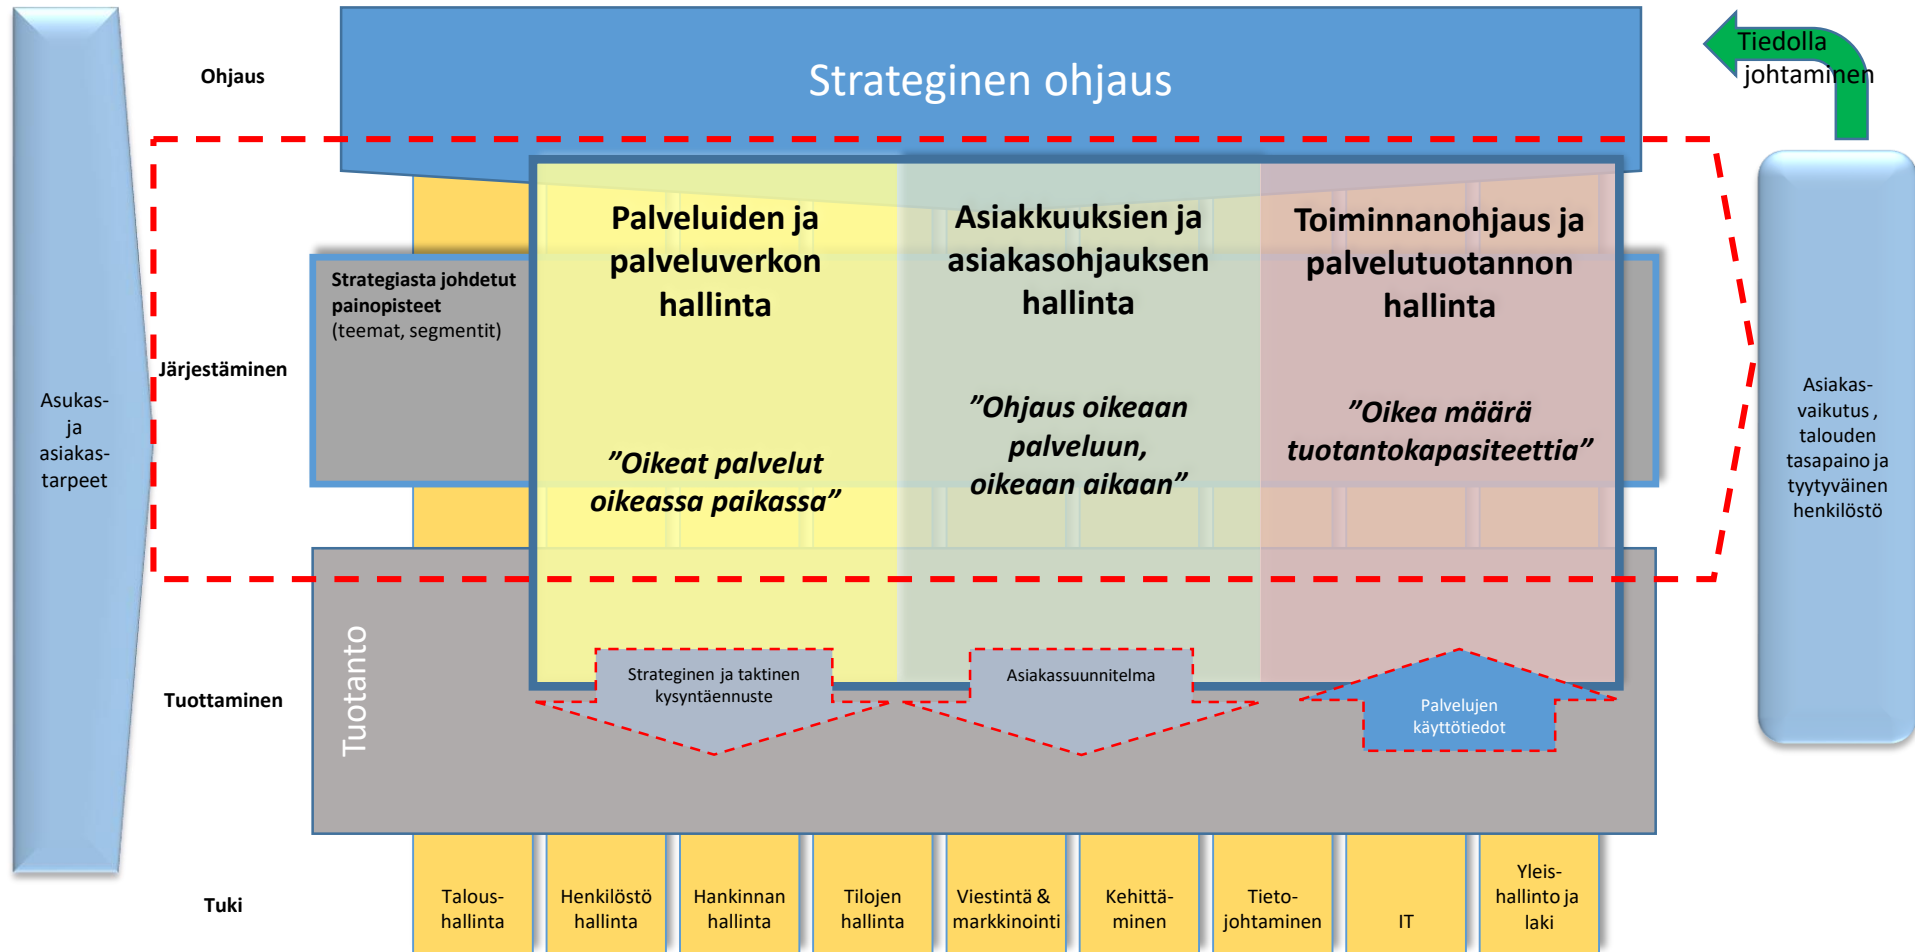 Ohjaus
Strateginen ohjaus
Tiedolla
johtaminen
Asukas-
ja
asiakas-
tarpeet
Järjestäminen
Strategiasta johdetut
painopisteet
(teemat, segmentit)
Palveluiden ja
palveluverkon
hallinta
”Oikeat palvelut
oikeassa paikassa”
Asiakkuuksien ja
asiakasohjauksen
hallinta
”Ohjaus oikeaan
palveluun,
oikeaan aikaan”
Toiminnanohjaus ja
palvelutuotannon
hallinta
”Oikea määrä
tuotantokapasiteettia”
Asiakas-
vaikutus ,
talouden
tasapaino ja
tyytyväinen
henkilöstö
Tuottaminen
Tuotanto
Strateginen ja taktinen
kysyntäennuste
Asiakassuunnitelma
Palvelujen
käyttötiedot
Tuki
Talous-
hallinta
Henkilöstö
hallinta
Hankinnan
hallinta
Tilojen
hallinta
Viestintä &
markkinointi
Kehittä-
minen
Tieto-
johtaminen
IT
Yleis-
hallinto ja
laki